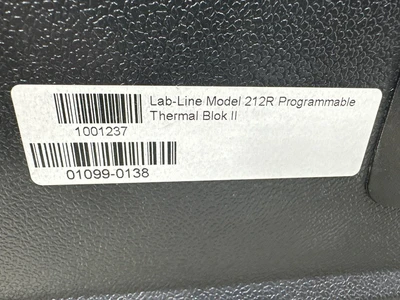 Lab-Line Model 212R Programmable
Thermal Blok II
1001237
01099-0138